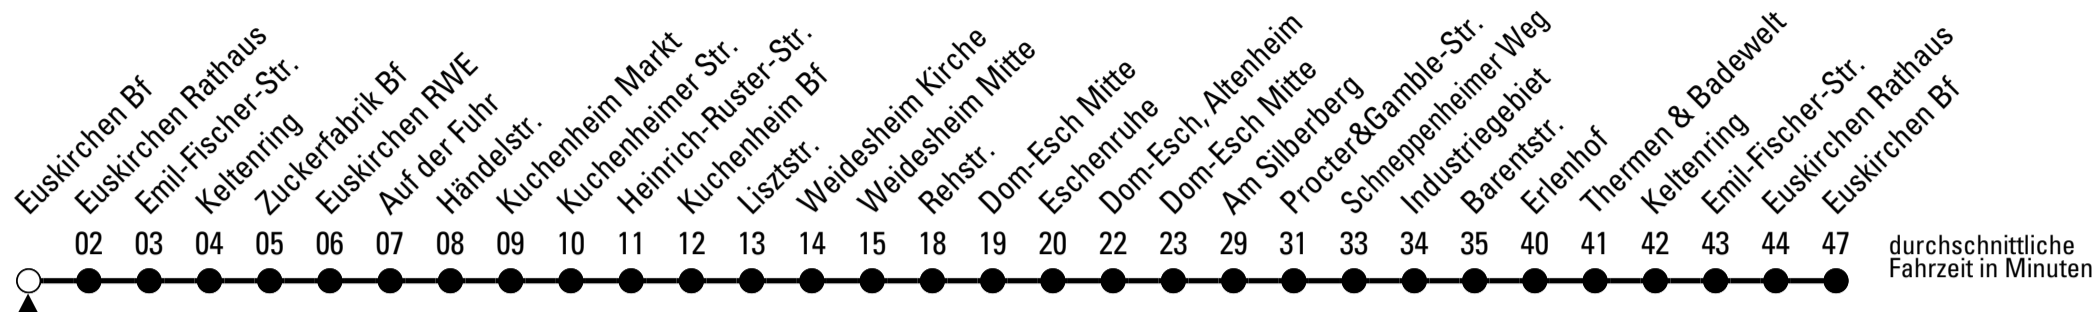 Euskirchen Bf
Euskirchen Rathaus
Emil-Fischer-Str.
Keltenring
Zuckerfabrik Bf
Euskirchen RWE
Auf der Fuhr
Händelstr.
Kuchenheim Markt
Kuchenheimer Str.
Heinrich-Ruster-Str.
Kuchenheim Bf
Lisztstr.
Weidesheim Kirche
Weidesheim Mitte
Rehstr.
Dom-Esch Mitte
Eschenruhe
Dom-Esch, Altenheim
Dom-Esch Mitte
Am Silberberg
Procter&Gamble-Str.
Schneppenheimer Weg
Industriegebiet
Barentstr.
Erlenhof
Thermen & Badewelt
Keltenring
Emil-Fischer-Str.
Euskirchen Rathaus
Euskirchen Bf
02 03 04 05 06 07 08 09 10 11 12 13 14 15 18 19 20 22 23 29 31 33 34 35 40 41 42 43 44 47
durchschnittliche
Fahrzeit in Minuten